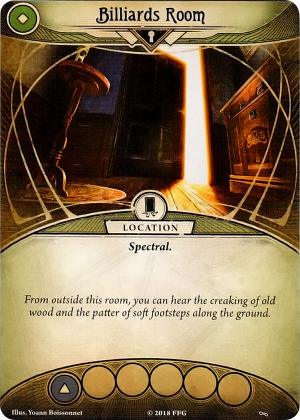 Billiards Room
LOCATION
Spectral.
From outside this room, you can hear the creaking of old
wood and the patter of soft footsteps along the ground.
Illus. Yoann Boissonnet
© 2018 FFG